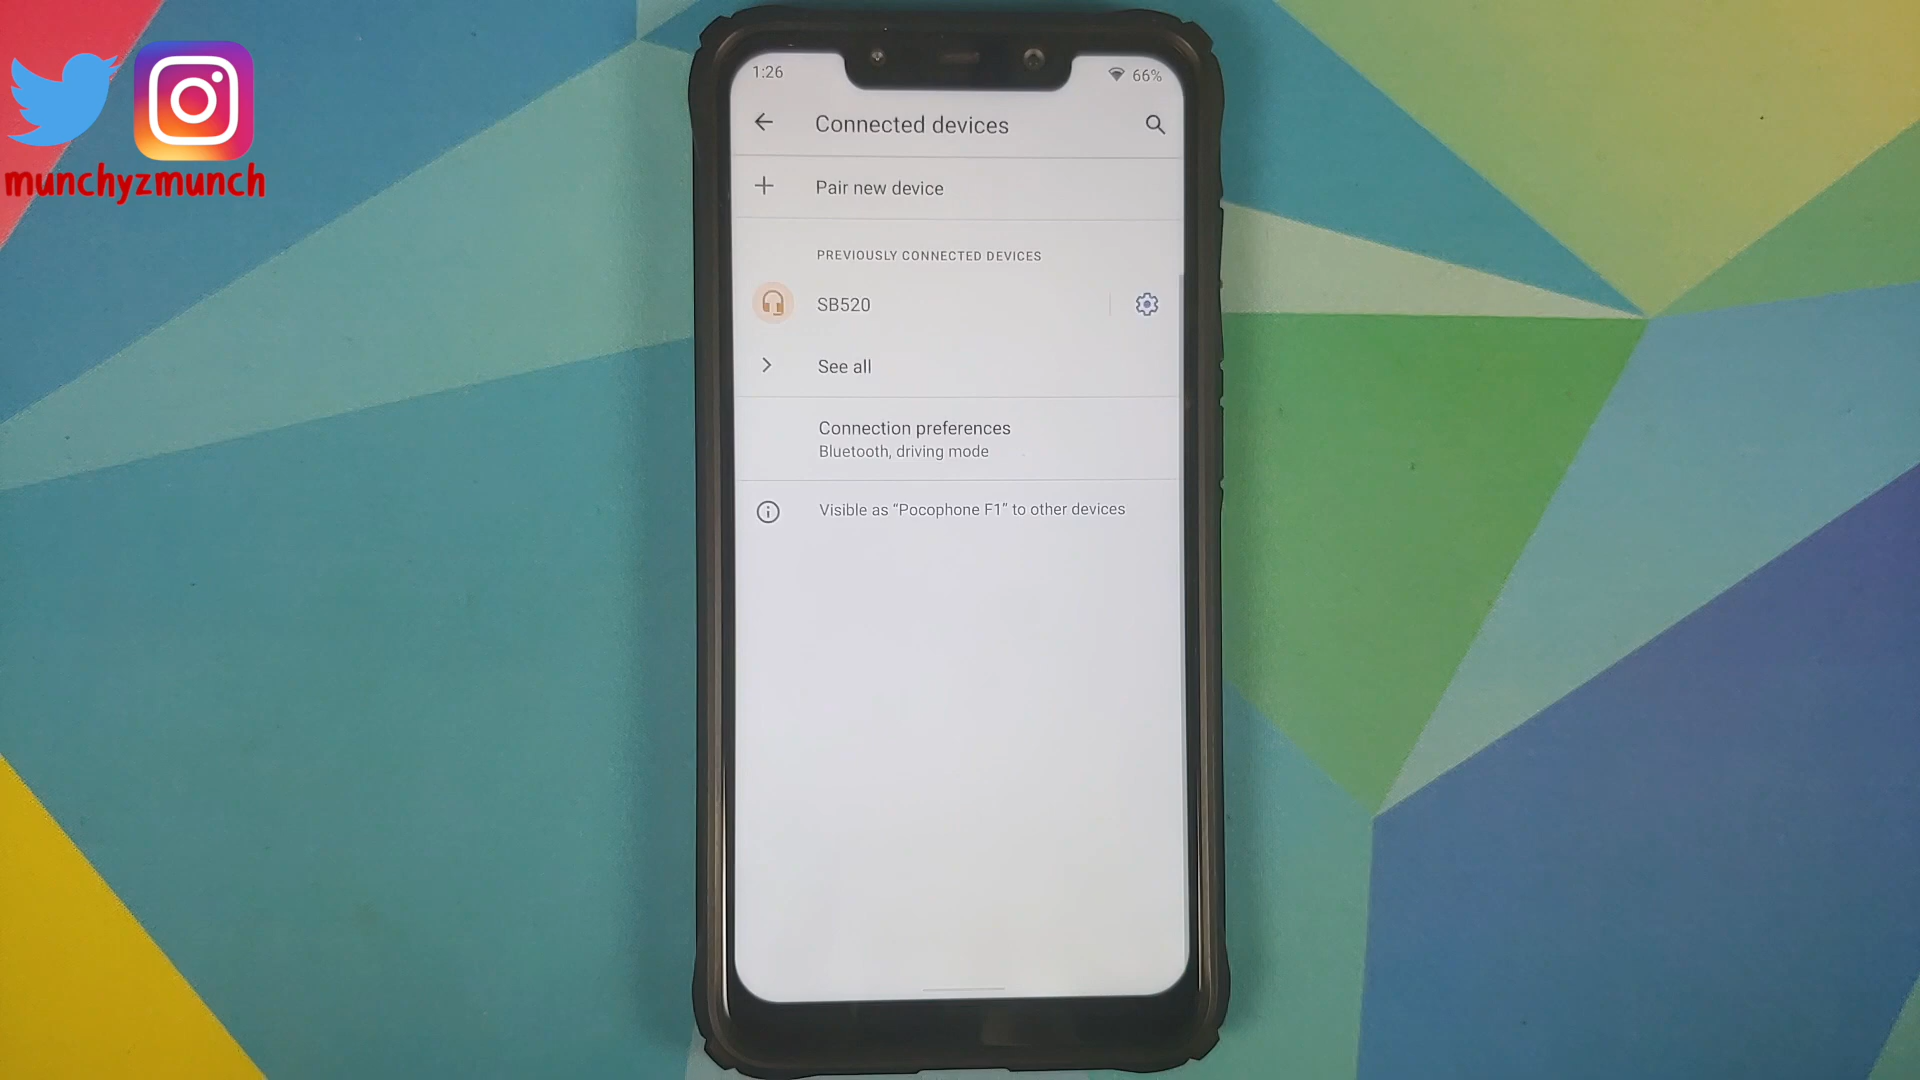 munchyzmunch
1:26
66%
Connected devices
Pair new device
PREVIOUSLY CONNECTED DEVICES
SB520
See all
Connection preferences
Bluetooth, driving mode
Visible as “Pocophone F1” to other devices